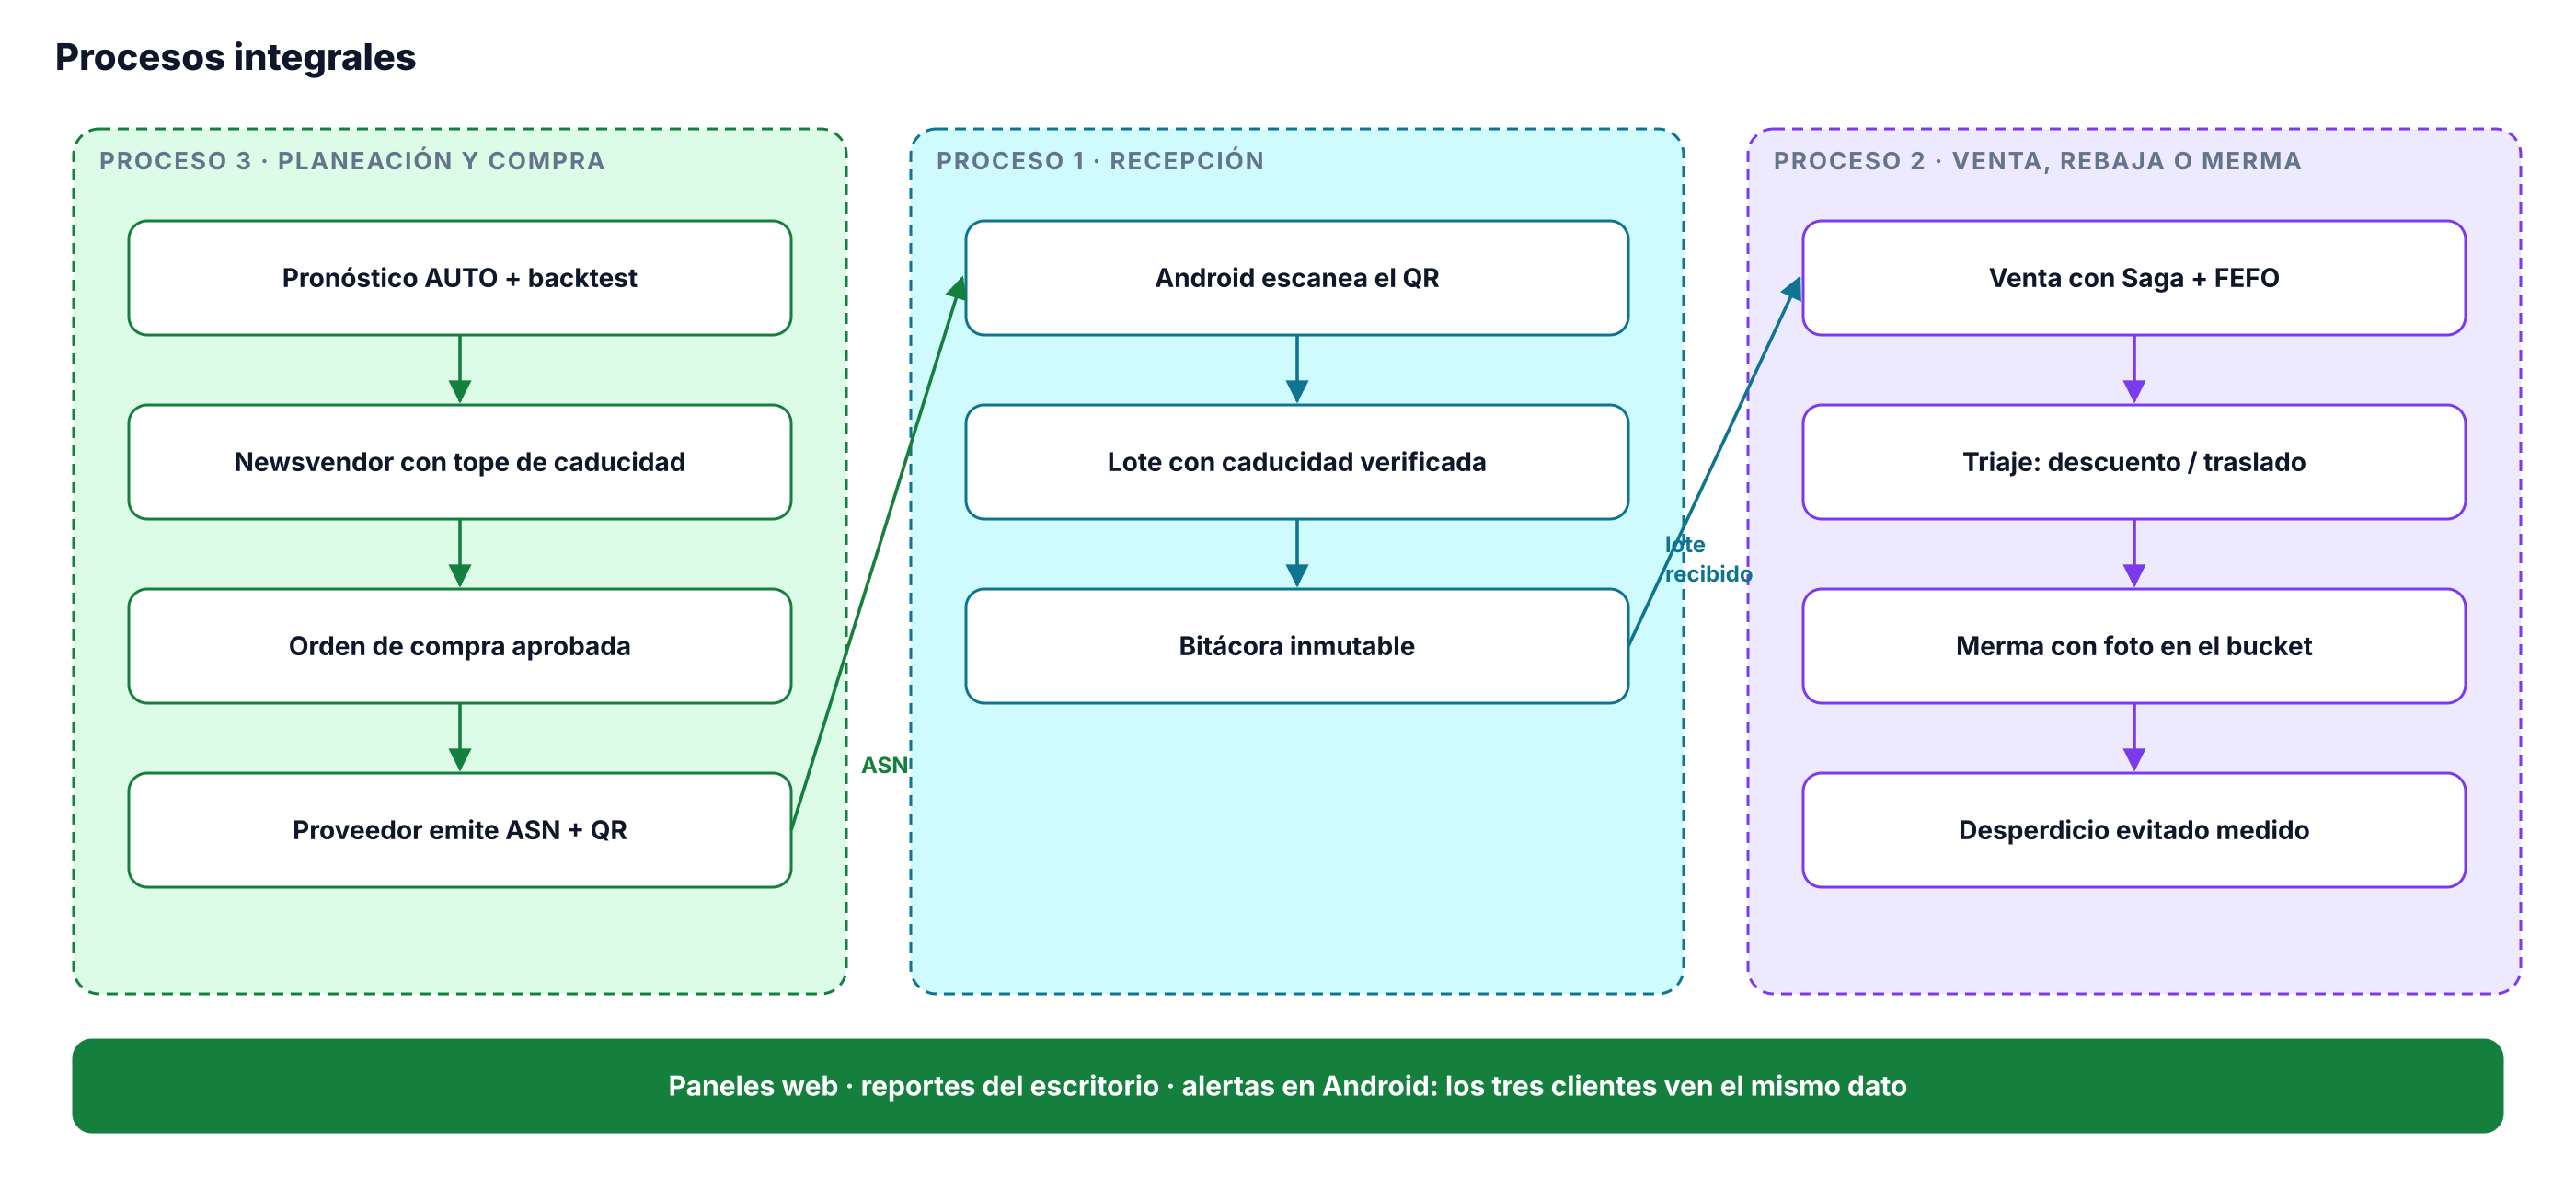 Procesos integrales
PROCESO 3 · PLANEACIÓN Y COMPRA
Pronóstico AUTO + backtest
Newsvendor con tope de caducidad
Orden de compra aprobada
Proveedor emite ASN + QR
ASN
PROCESO 1 · RECEPCIÓN
Android escanea el QR
Lote con caducidad verificada
Bitácora inmutable
lote
recibido
PROCESO 2 · VENTA, REBAJA O MERMA
Venta con Saga + FEFO
Triaje: descuento / traslado
Merma con foto en el bucket
Desperdicio evitado medido
Paneles web · reportes del escritorio · alertas en Android: los tres clientes ven el mismo dato